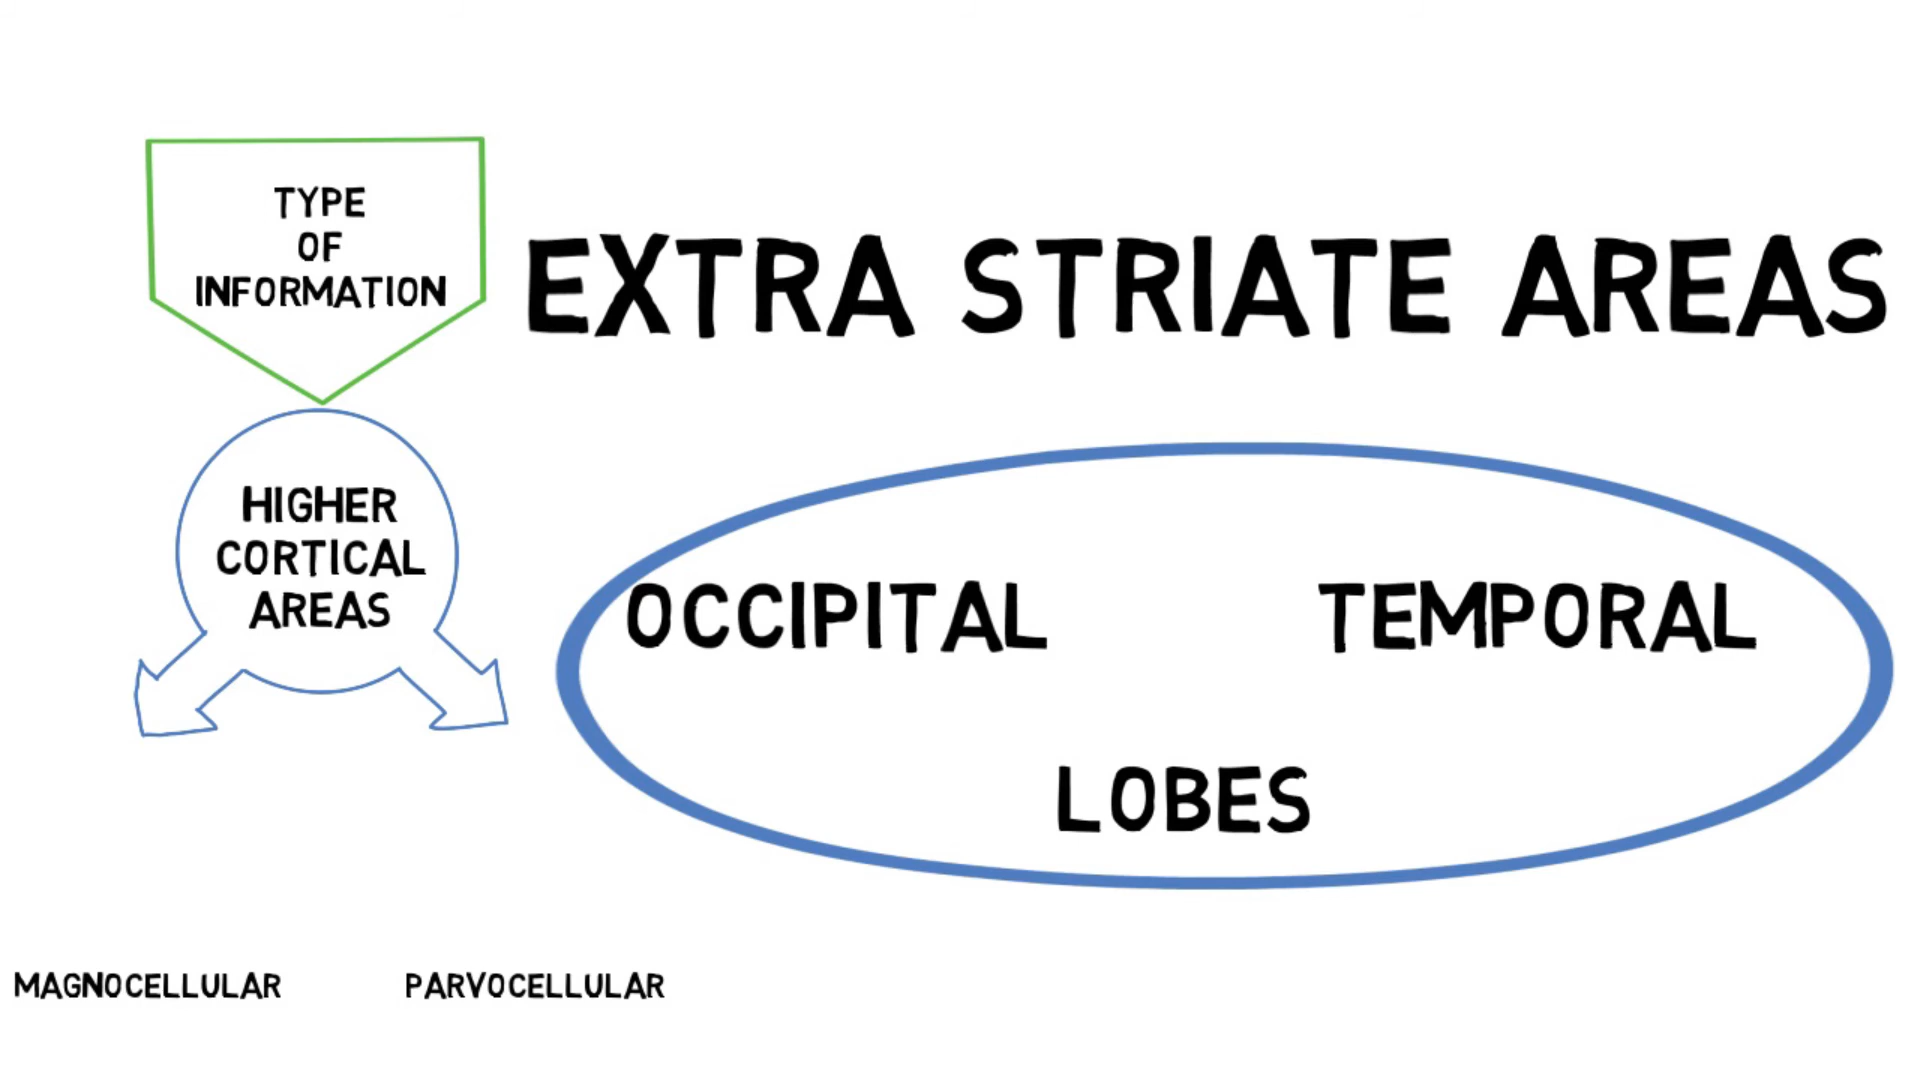 TYPE
OF
INFORMATION
EXTRA STRIATE AREAS
HIGHER
CORTICAL
AREAS
OCCIPITAL TEMPORAL
LOBES
MAGNOCELLULAR PARVOCELLULAR